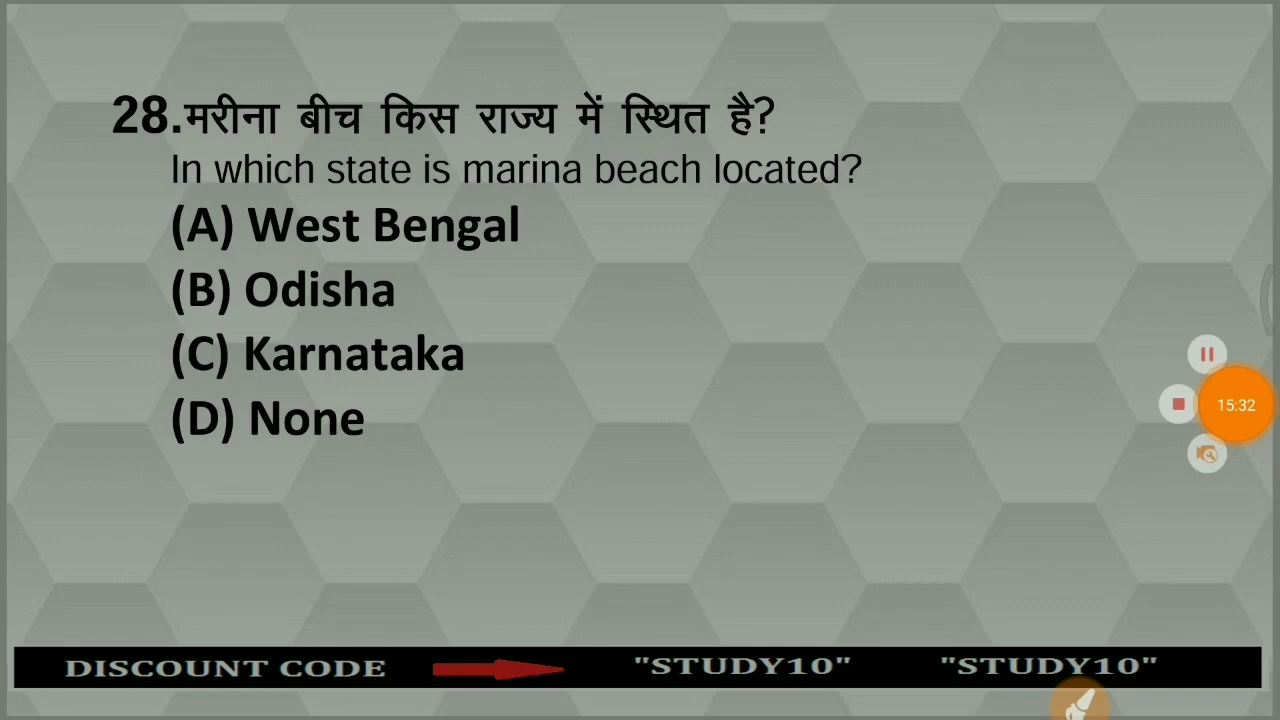 28.मरीना बीच किस राज्य में स्थित है?
In which state is marina beach located?
(A) West Bengal
(B) Odisha
(C) Karnataka
(D) None
15:32
DISCOUNT CODE "STUDY10" "STUDY10"